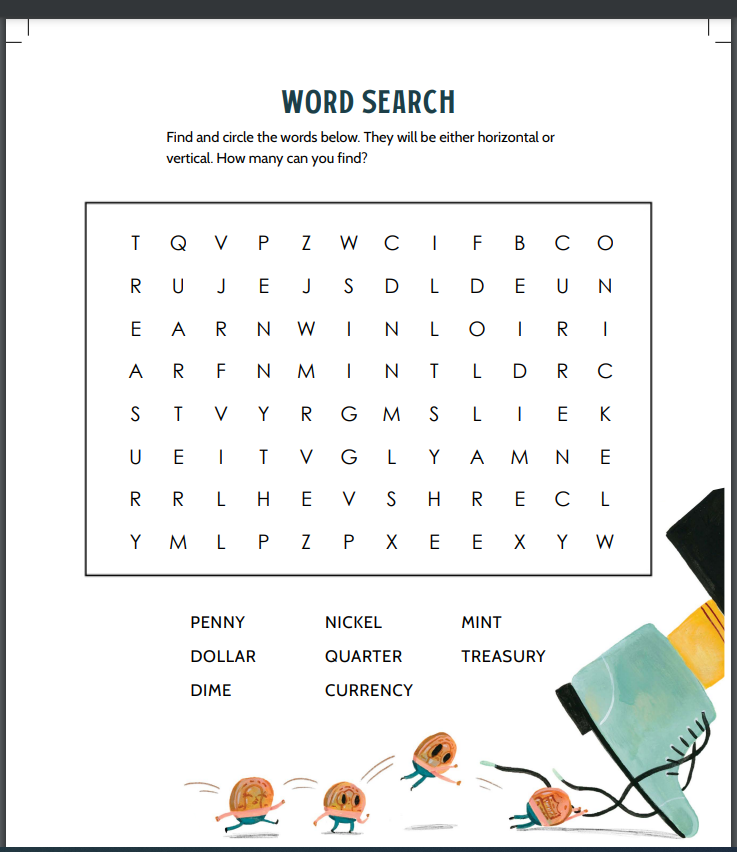 WORD SEARCH
Find and circle the words below. They will be either horizontal or
vertical. How many can you find?
T Q V P Z W C I F B C O
R U J E J S D L D E U N
E A R N W I N L O I R I
A R F N M I N T L D R C
S T V Y R G M S L I E K
U E I T V G L Y A M N E
R R L H E V S H R E C L
Y M L P Z P X E E X Y W
PENNY NICKEL MINT
DOLLAR QUARTER TREASURY
DIME CURRENCY